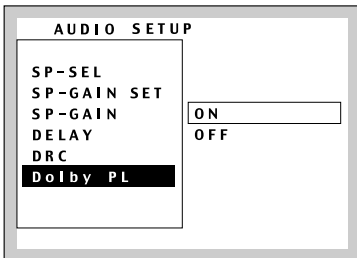 AUDIO SETUP
SP-SEL
SP-GAIN SET
SP-GAIN
DELAY
DRC
Dolby PL
ON
OFF